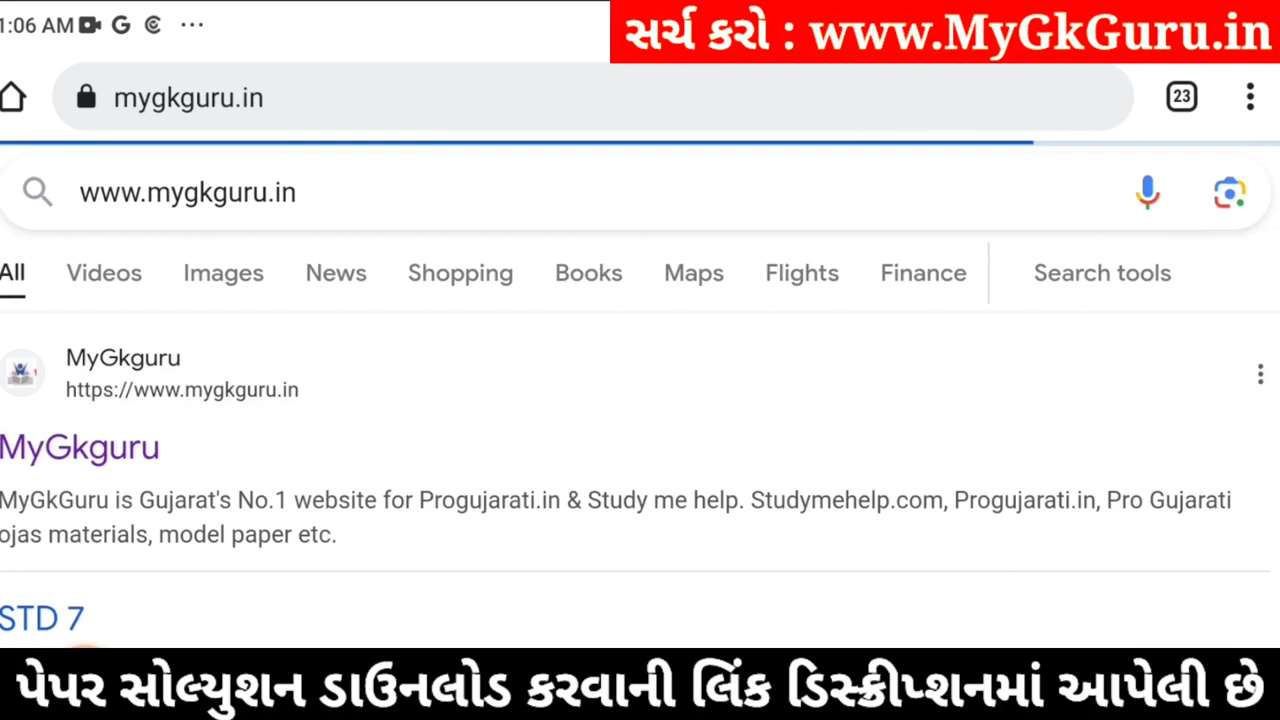 1:06 AM
સર્ચ કરો : www.MyGkGuru.in
mygkguru.in
23
www.mygkguru.in
All Videos Images News Shopping Books Maps Flights Finance Search tools
MyGkguru
https://www.mygkguru.in
MyGkguru
MyGkGuru is Gujarat's No.1 website for Progujarati.in & Study me help. Studymehelp.com, Progujarati.in, Pro Gujarati
ojas materials, model paper etc.
STD 7
પેપર સોલ્યુશન ડાઉનલોડ કરવાની લિંક ડિસ્ક્રીપ્શનમાં આપેલી છે